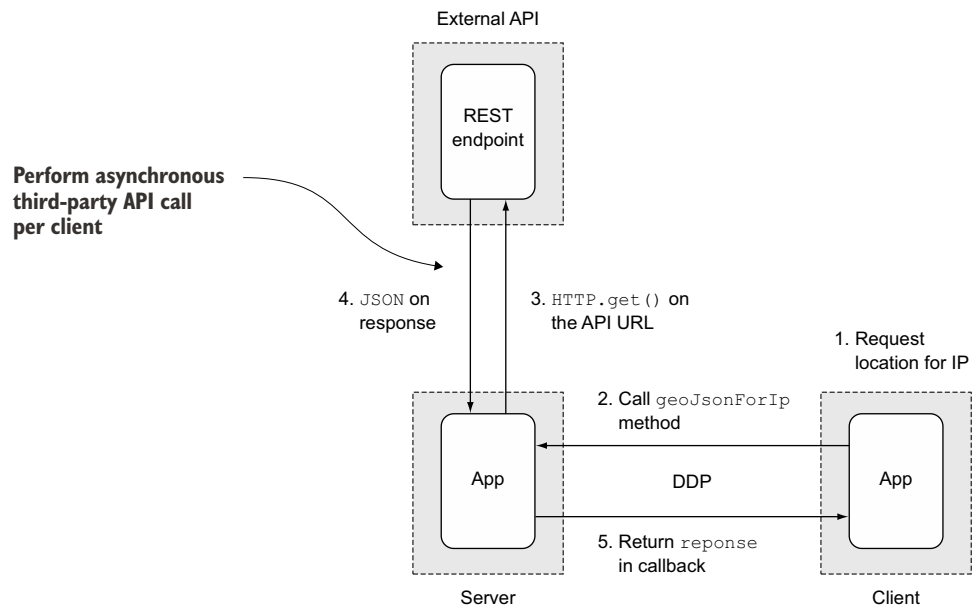 External API
REST
endpoint
Perform asynchronous
third-party API call
per client
4. JSON on
response
3. HTTP.get() on
the API URL
1. Request
location for IP
2. Call geoJsonForIp
method
App
DDP
App
5. Return reponse
in callback
Server
Client